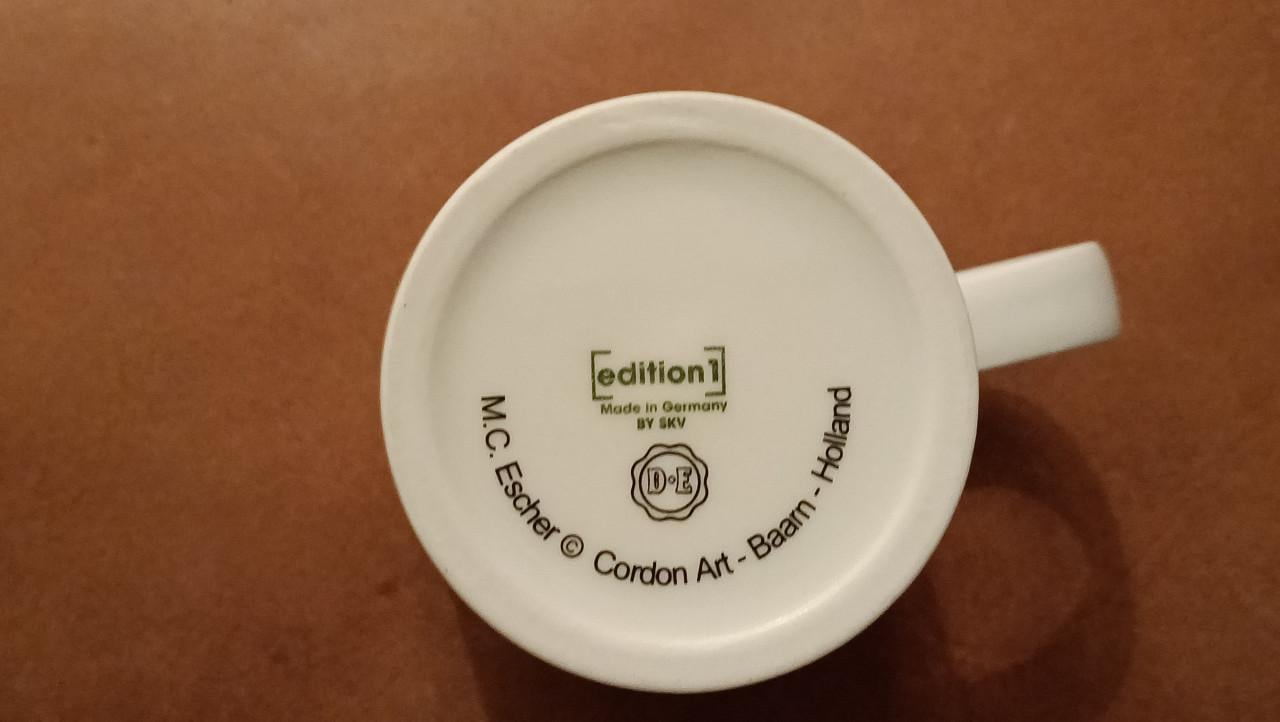 [edition1]
Made in Germany
BY SKV
D·E
M.C. Escher © Cordon Art - Baarn - Holland